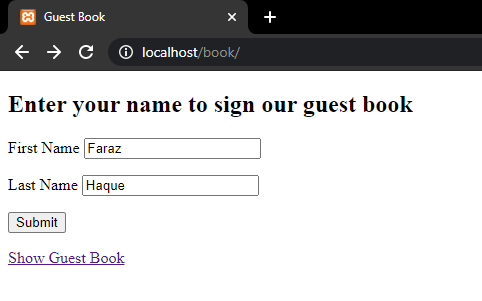 Guest Book
localhost/book/
Enter your name to sign our guest book
First Name Faraz
Last Name Haque
Submit
Show Guest Book